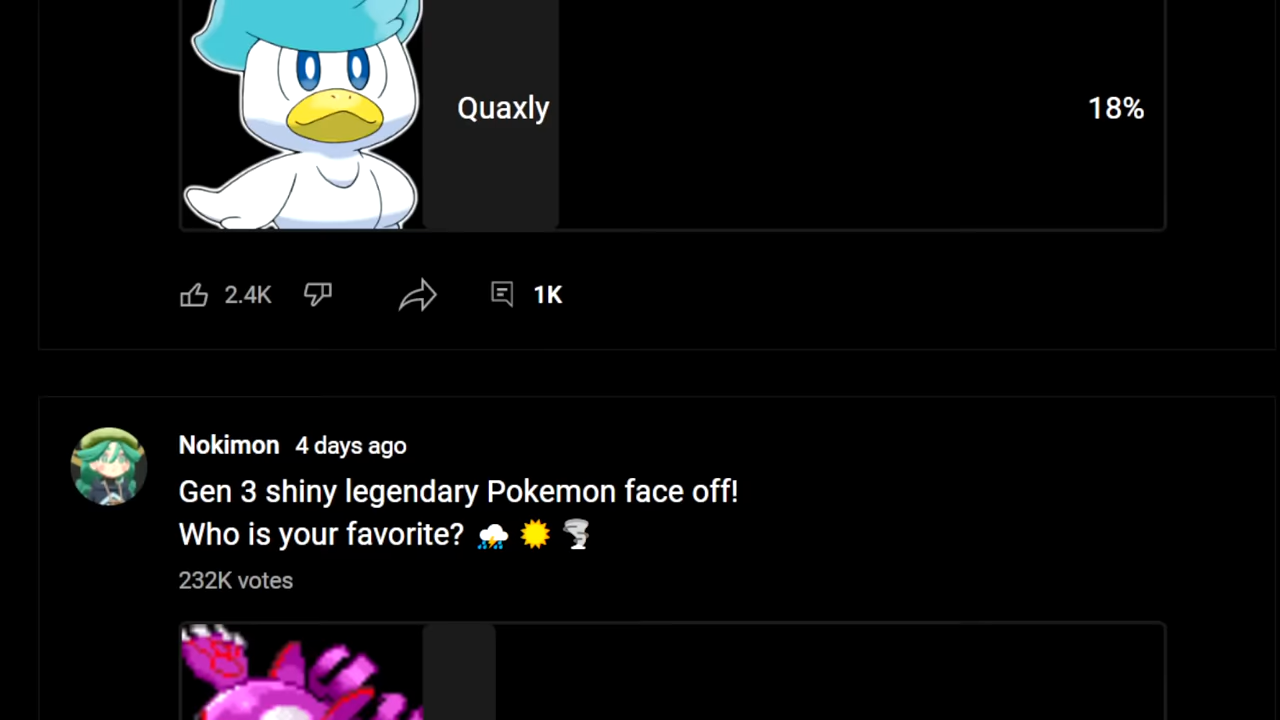 Quaxly
18%
2.4K
1K
Nokimon 4 days ago
Gen 3 shiny legendary Pokemon face off!
Who is your favorite? ⛈️ ☀️ 🌪️
232K votes